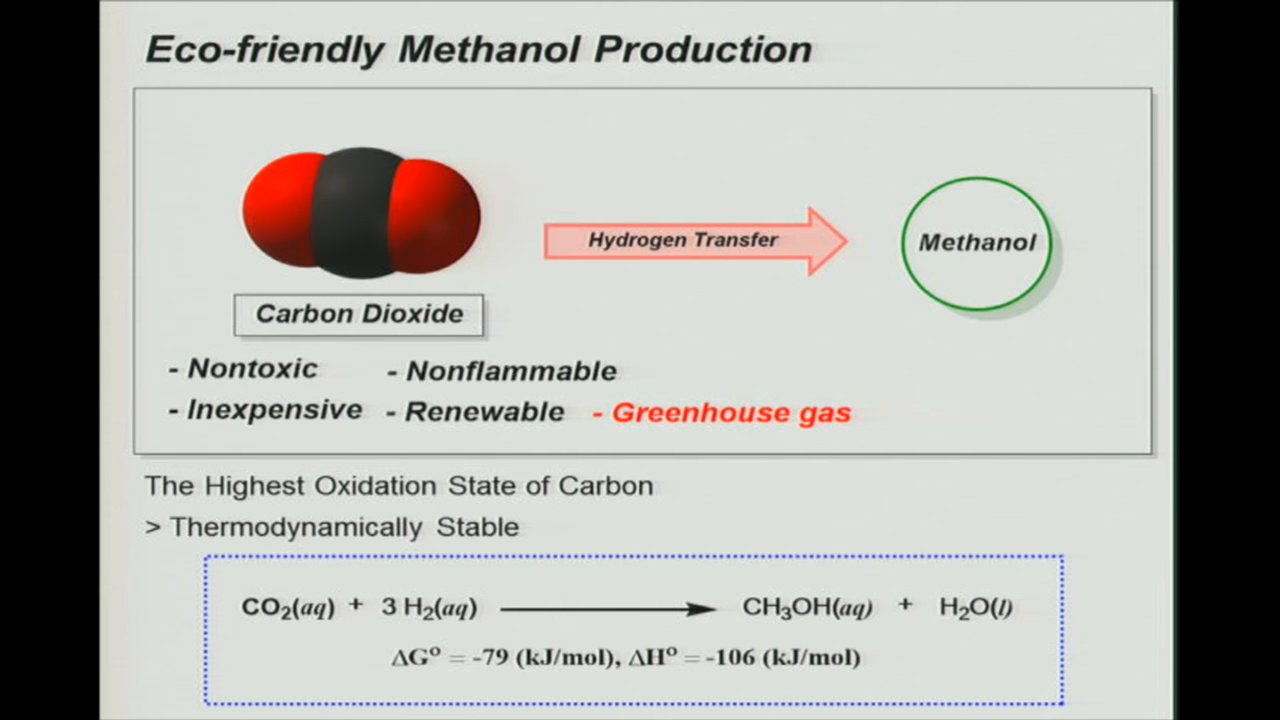 Eco-friendly Methanol Production
Hydrogen Transfer
Methanol
Carbon Dioxide
- Nontoxic - Nonflammable
- Inexpensive - Renewable - Greenhouse gas
The Highest Oxidation State of Carbon
> Thermodynamically Stable
CO₂(aq) + 3 H₂(aq) ⟶ CH₃OH(aq) + H₂O(l)
ΔG° = -79 (kJ/mol), ΔH° = -106 (kJ/mol)